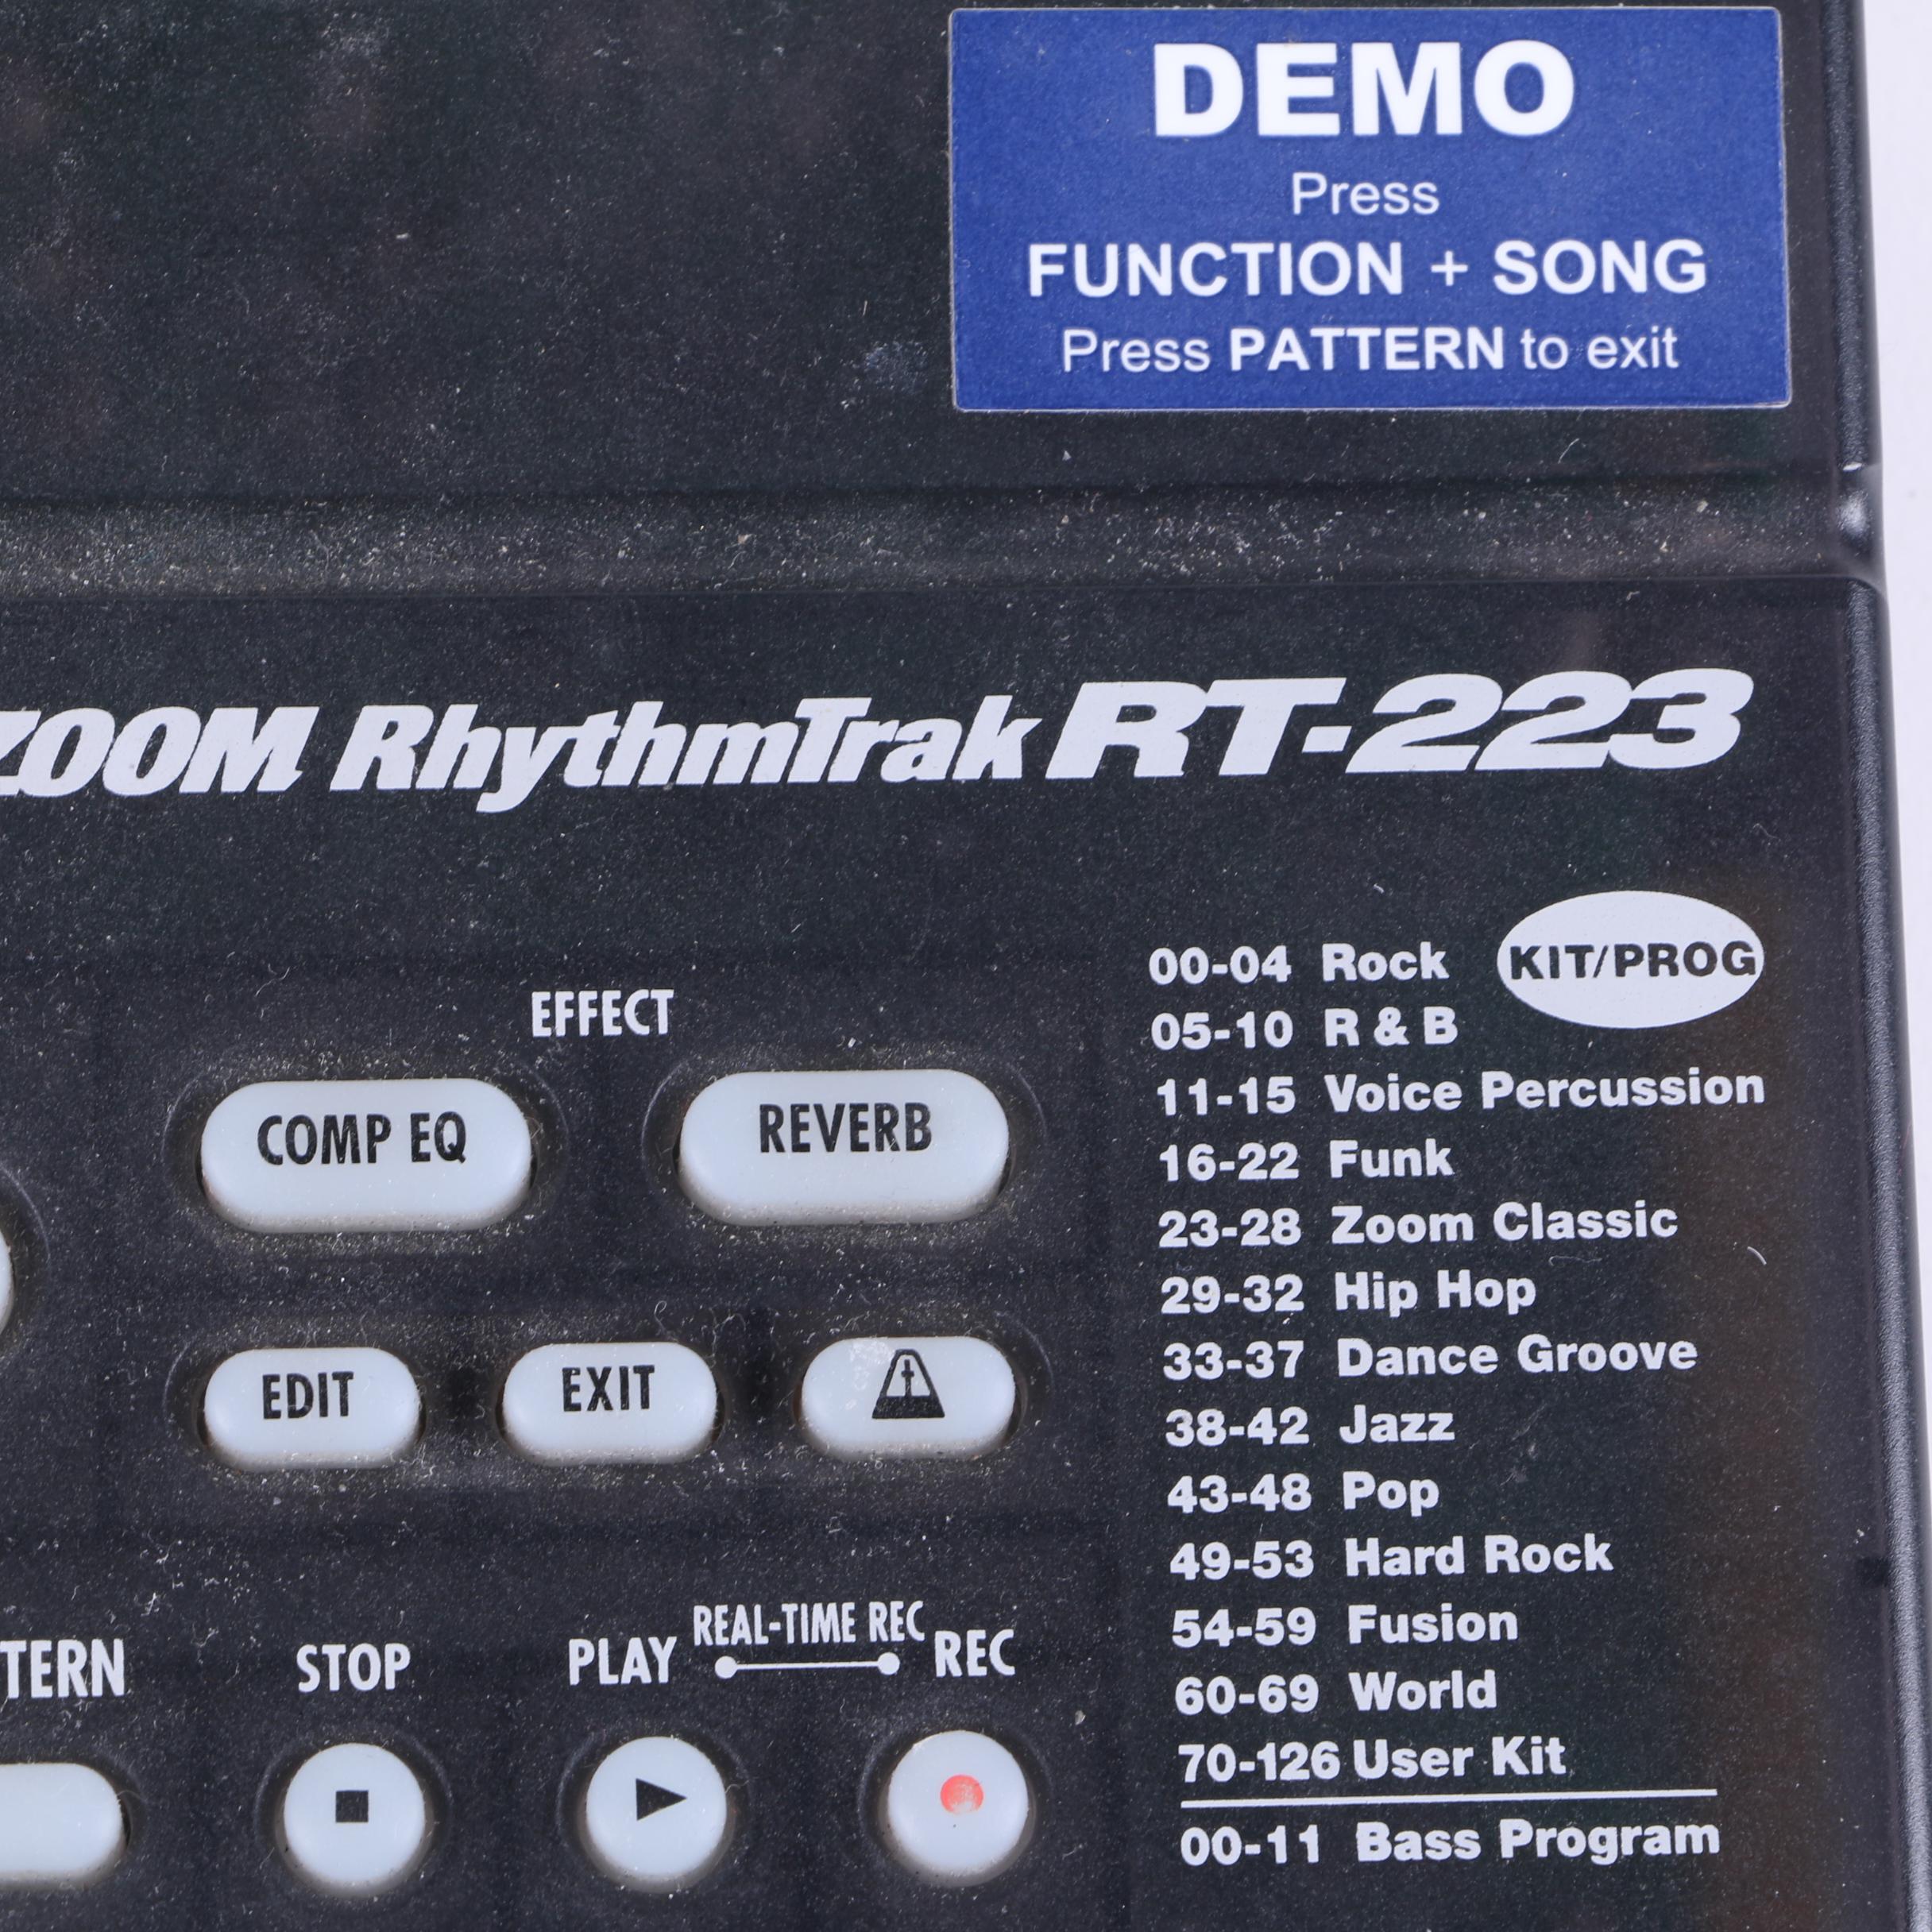 DEMO
Press
FUNCTION + SONG
Press PATTERN to exit
ZOOM RhythmTrak RT-223
KIT/PROG
00-04 Rock
05-10 R & B
11-15 Voice Percussion
16-22 Funk
23-28 Zoom Classic
29-32 Hip Hop
33-37 Dance Groove
38-42 Jazz
43-48 Pop
49-53 Hard Rock
54-59 Fusion
60-69 World
70-126 User Kit
00-11 Bass Program
EFFECT
COMP EQ REVERB
EDIT EXIT
REAL-TIME REC
TERN STOP PLAY REC